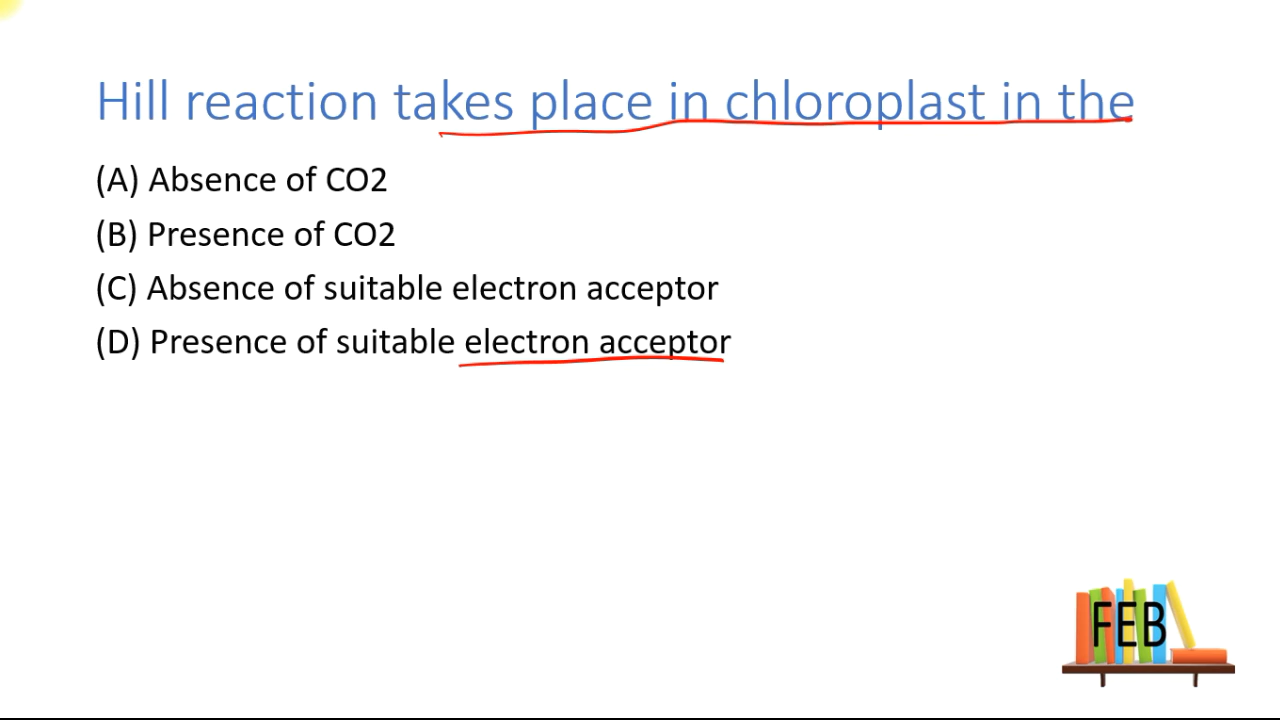 Hill reaction takes place in chloroplast in the
(A) Absence of CO2
(B) Presence of CO2
(C) Absence of suitable electron acceptor
(D) Presence of suitable electron acceptor
FEB